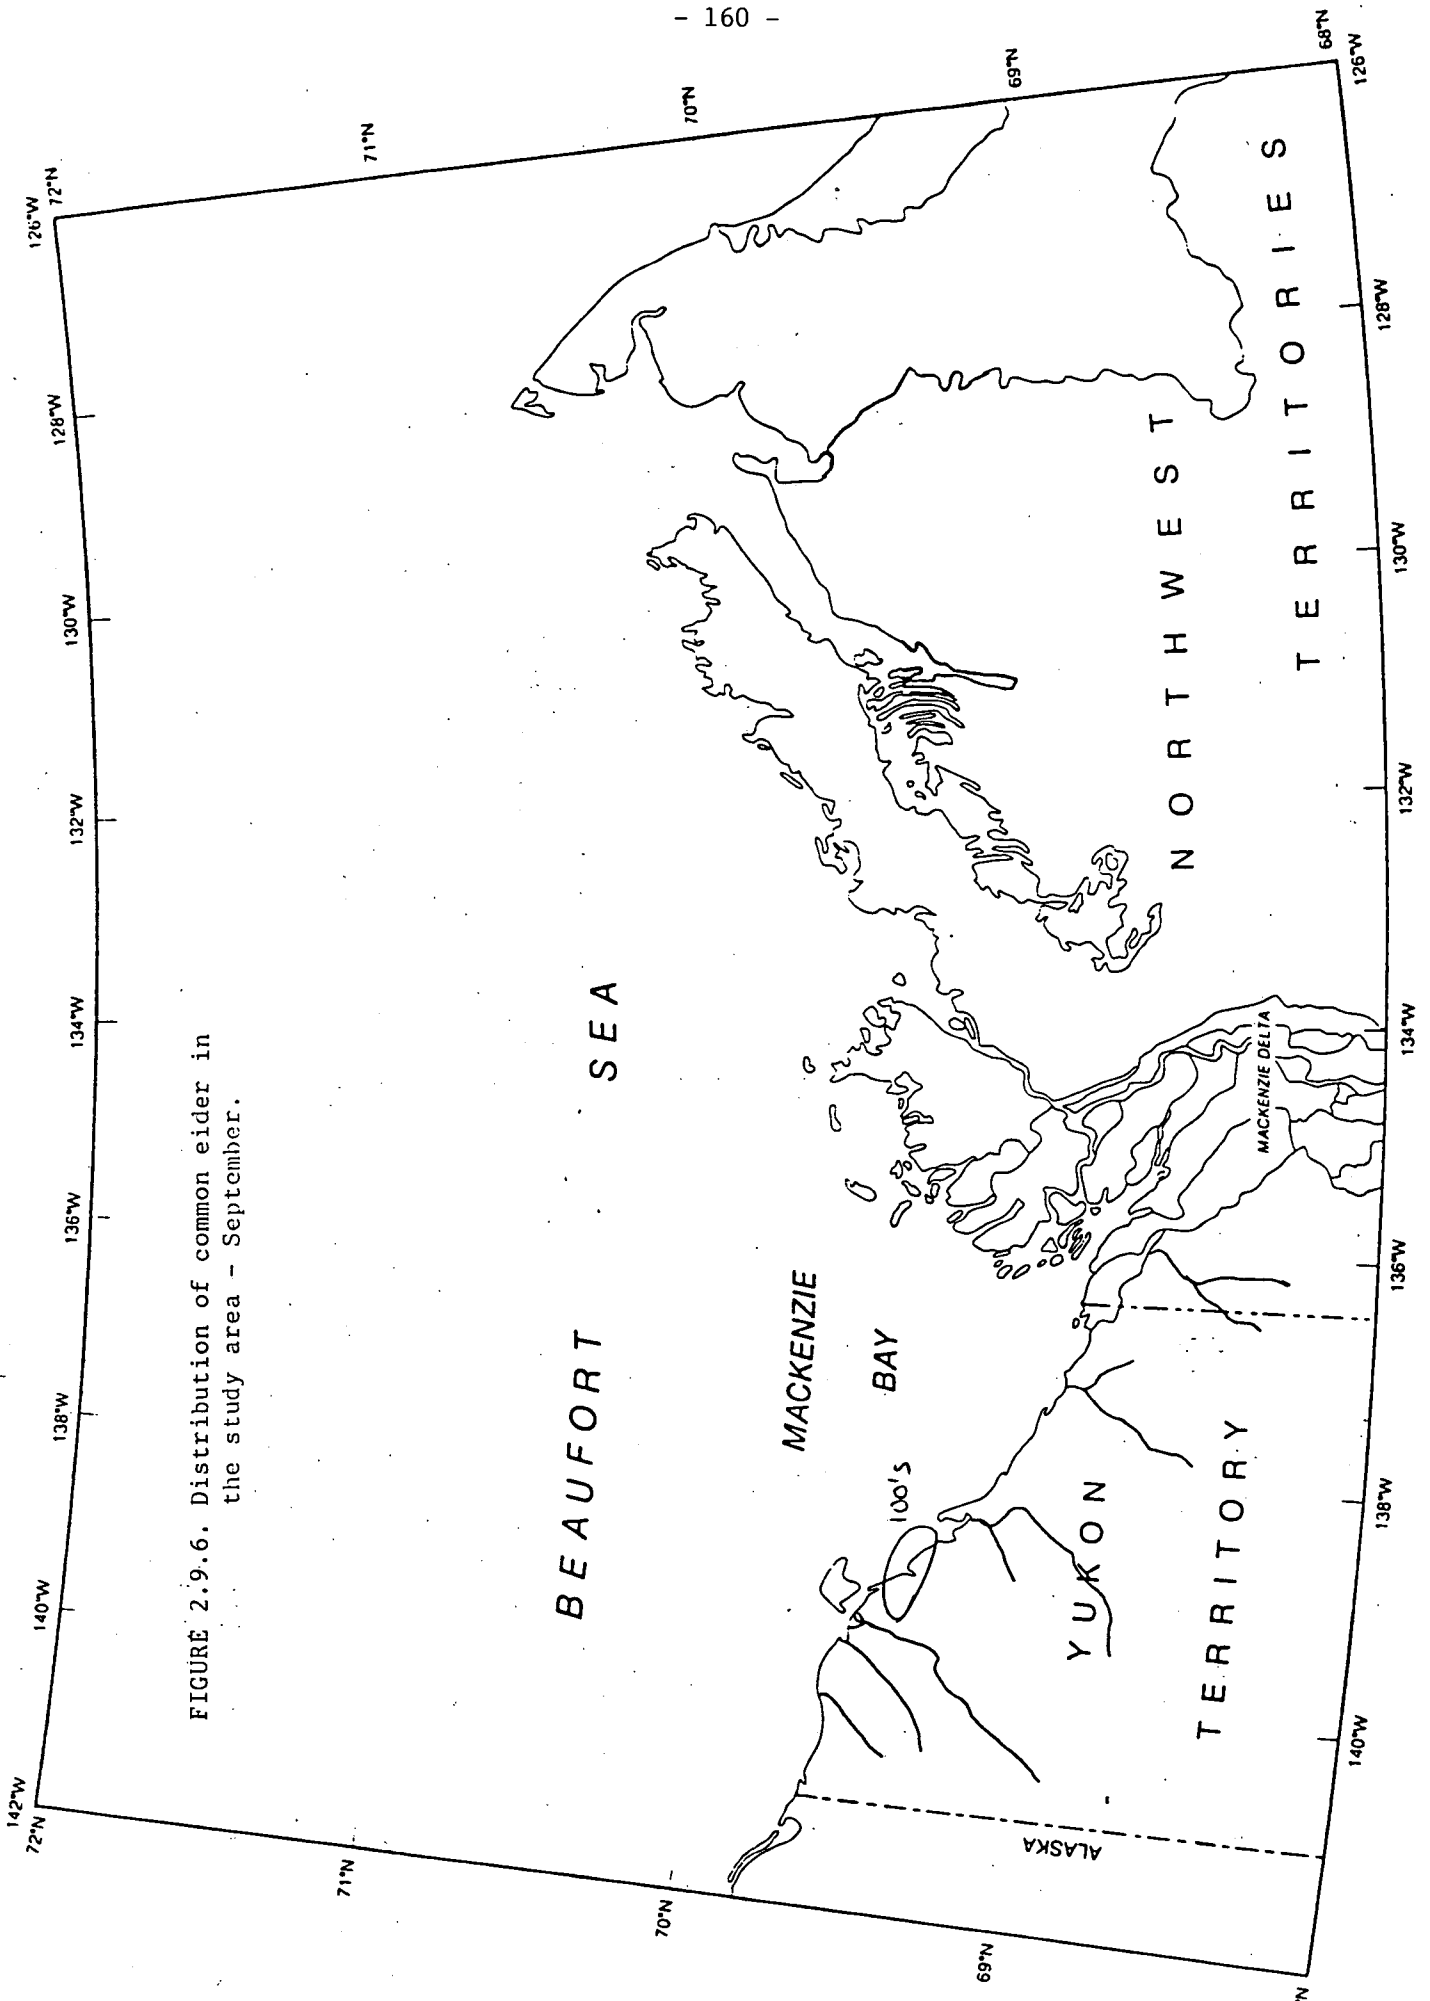 - 160 -
FIGURE 2.9.6. Distribution of common eider in
the study area - September.
142°W
140°W
138°W
136°W
134°W
132°W
130°W
128°W
126°W
72°N
72°N
71°N
71°N
70°N
70°N
69°N
69°N
68°N
126°W
128°W
130°W
132°W
134°W
136°W
138°W
140°W
BEAUFORT SEA
MACKENZIE
BAY
100's
YUKON
TERRITORY
ALASKA
MACKENZIE DELTA
NORTHWEST
TERRITORIES